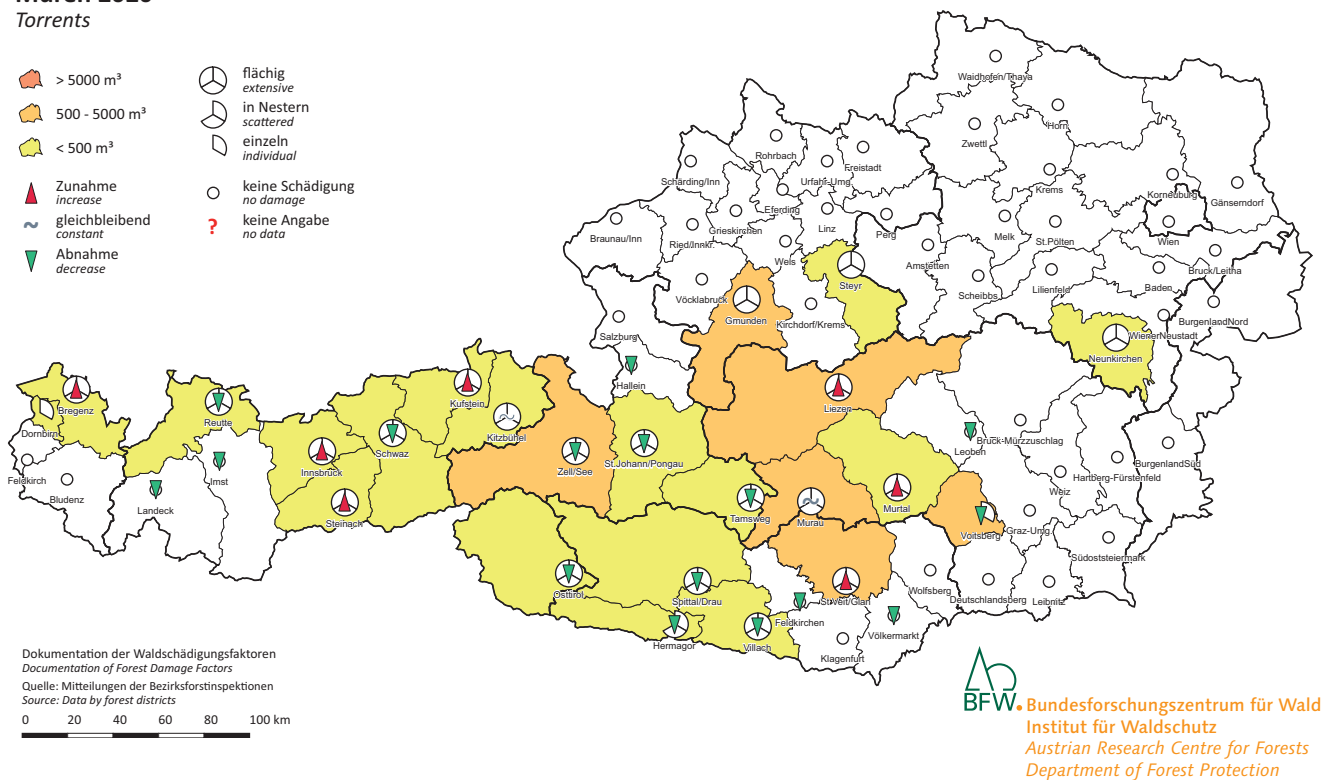 Torrents
> 5000 m³
500 - 5000 m³
< 500 m³
Zunahme
increase
gleichbleibend
constant
Abnahme
decrease
flächig
extensive
in Nestern
scattered
einzeln
individual
keine Schädigung
no damage
?
keine Angabe
no data
Waidhofen/Thaya
Horn
Zwettl
Rohrbach
Freistadt
Schärding/Inn
Urfahr-Umg.
Krems
Korneuburg
Gänserndorf
Eferding
Grieskirchen
Linz
Perg
Melk
St.Pölten
Wien
Braunau/Inn
Ried/Innkr.
Wels
Amstetten
Bruck/Leitha
Steyr
Scheibbs
Lilienfeld
Baden
Vöcklabruck
Gmunden
Kirchdorf/Krems
BurgenlandNord
Salzburg
WienerNeustadt
Neunkirchen
Hallein
Bregenz
Kufstein
Liezen
Reutte
Kitzbühel
Dornbirn
Bruck-Mürzzuschlag
Leoben
Schwaz
Innsbruck
Zell/See
St.Johann/Pongau
BurgenlandSüd
Feldkirch
Imst
Hartberg-Fürstenfeld
Bludenz
Landeck
Weiz
Steinach
Tamsweg
Murau
Murtal
Voitsberg
Graz-Umg.
Südoststeiermark
Osttirol
Spittal/Drau
St.Veit/Glan
Wolfsberg
Deutschlandsberg
Leibnitz
Feldkirchen
Völkermarkt
Hermagor
Villach
Klagenfurt
Dokumentation der Waldschädigungsfaktoren
Documentation of Forest Damage Factors
Quelle: Mitteilungen der Bezirksforstinspektionen
Source: Data by forest districts
0 20 40 60 80 100 km
BFW
Bundesforschungszentrum für Wald
Institut für Waldschutz
Austrian Research Centre for Forests
Department of Forest Protection